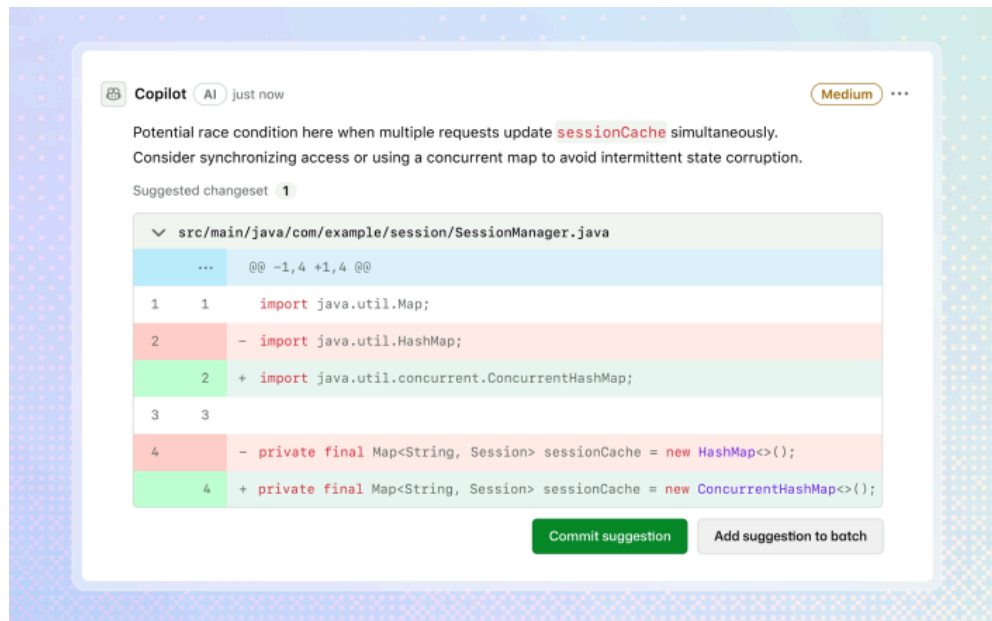 Copilot AI just now Medium ...
Potential race condition here when multiple requests update sessionCache simultaneously.
Consider synchronizing access or using a concurrent map to avoid intermittent state corruption.
Suggested changeset 1
src/main/java/com/example/session/SessionManager.java
... @@ -1,4 +1,4 @@
1 1 import java.util.Map;
2 - import java.util.HashMap;
2 + import java.util.concurrent.ConcurrentHashMap;
3 3
4 - private final Map<String, Session> sessionCache = new HashMap<>();
4 + private final Map<String, Session> sessionCache = new ConcurrentHashMap<>();
Commit suggestion Add suggestion to batch